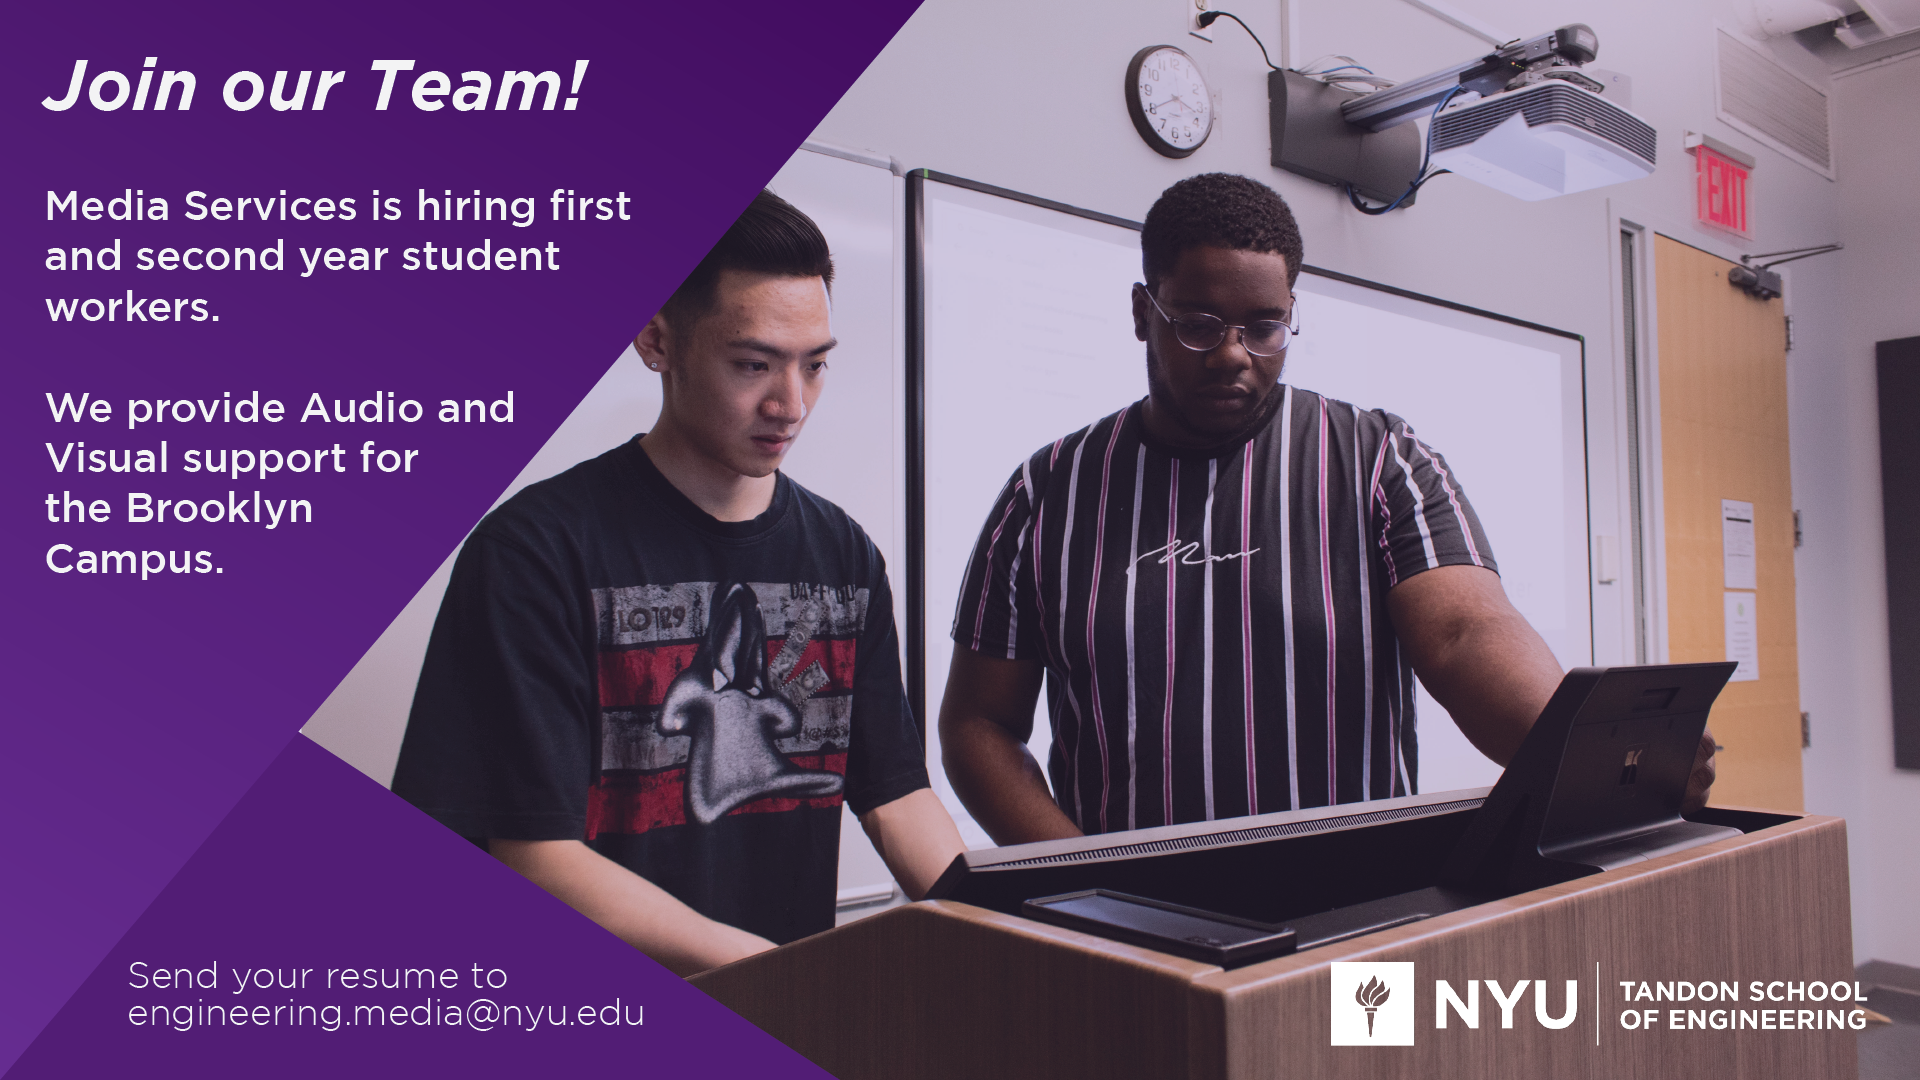 Join our Team!
Media Services is hiring first
and second year student
workers.
We provide Audio and
Visual support for
the Brooklyn
Campus.
Send your resume to
engineering.media@nyu.edu
EXIT
LOT29
NYU
TANDON SCHOOL
OF ENGINEERING